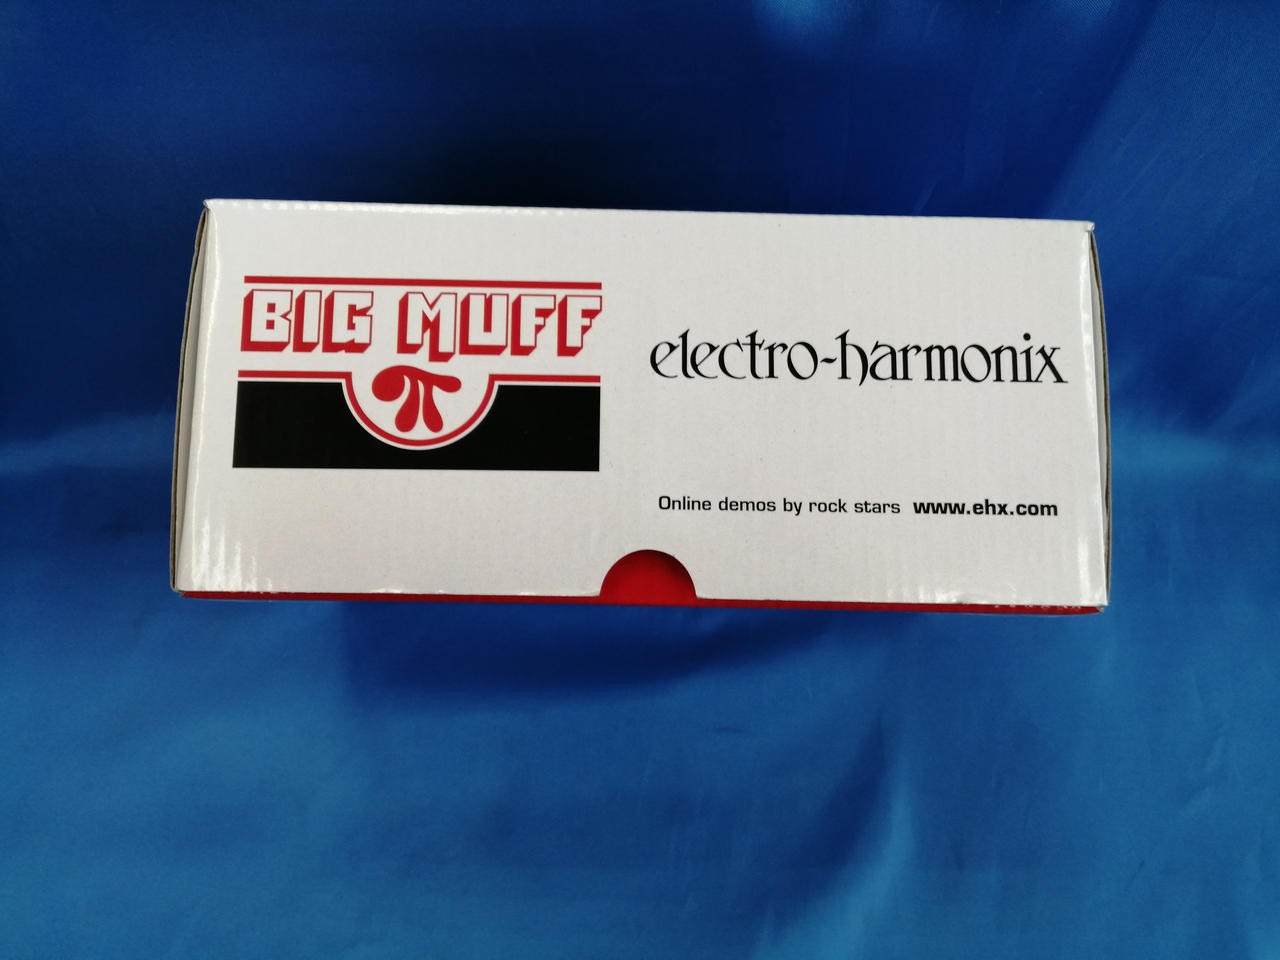 BIG MUFF
π
electro-harmonix
Online demos by rock stars www.ehx.com